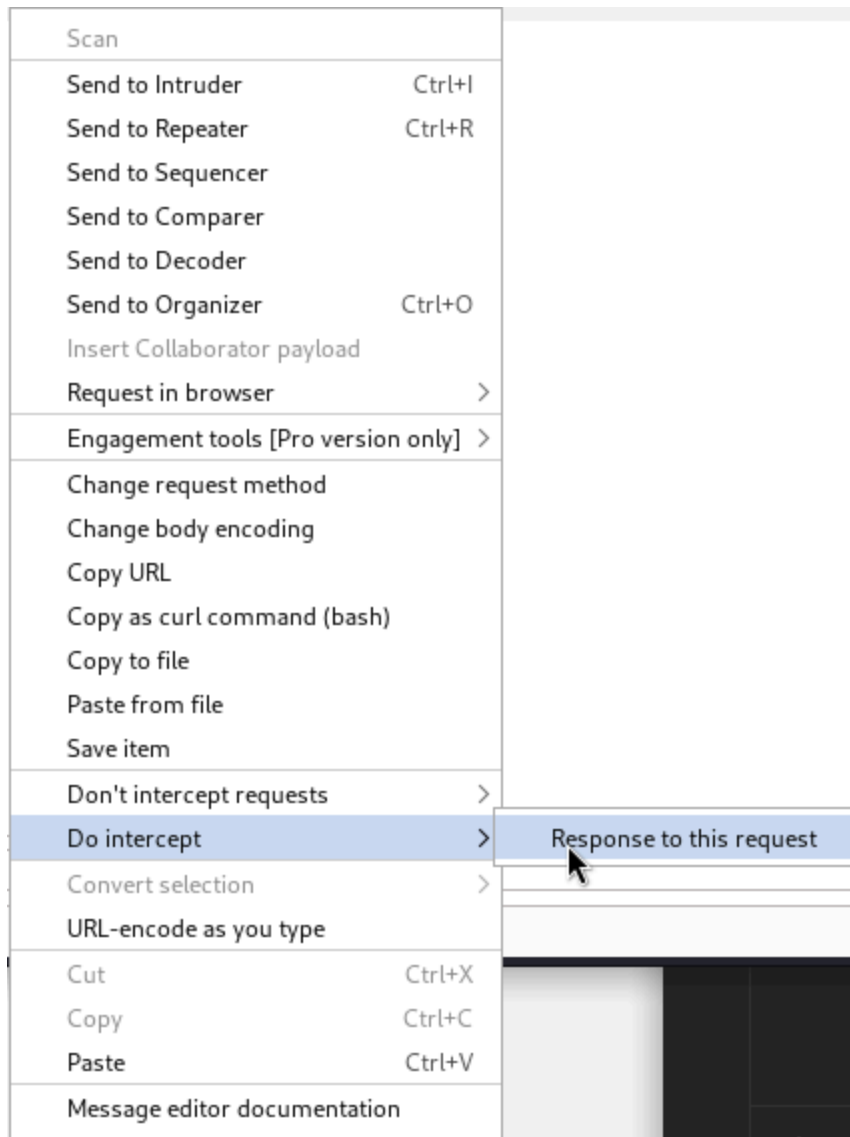 Scan
Send to Intruder Ctrl+I
Send to Repeater Ctrl+R
Send to Sequencer
Send to Comparer
Send to Decoder
Send to Organizer Ctrl+O
Insert Collaborator payload
Request in browser
Engagement tools [Pro version only]
Change request method
Change body encoding
Copy URL
Copy as curl command (bash)
Copy to file
Paste from file
Save item
Don't intercept requests
Do intercept Response to this request
Convert selection
URL-encode as you type
Cut Ctrl+X
Copy Ctrl+C
Paste Ctrl+V
Message editor documentation